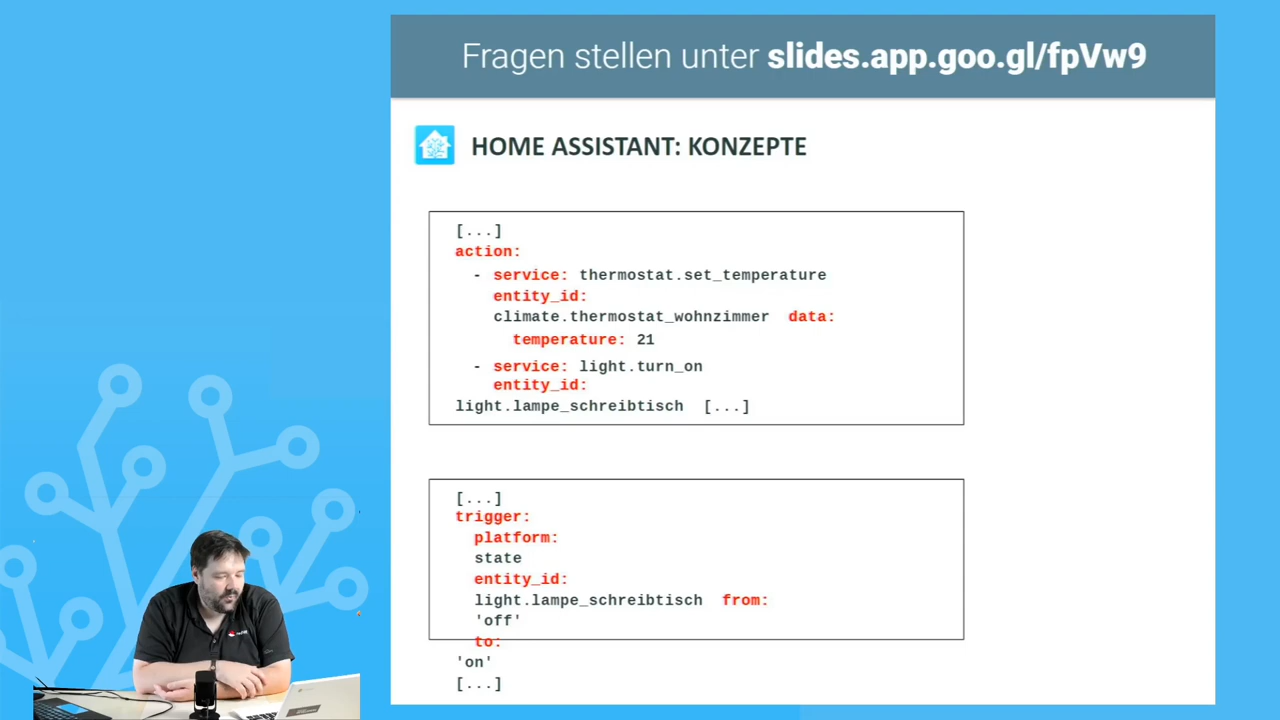 Fragen stellen unter slides.app.goo.gl/fpVw9
HOME ASSISTANT: KONZEPTE
[...]
action:
- service: thermostat.set_temperature
entity_id:
climate.thermostat_wohnzimmer data:
temperature: 21
- service: light.turn_on
entity_id:
light.lampe_schreibtisch [...]
[...]
trigger:
platform:
state
entity_id:
light.lampe_schreibtisch from:
'off'
to:
'on'
[...]